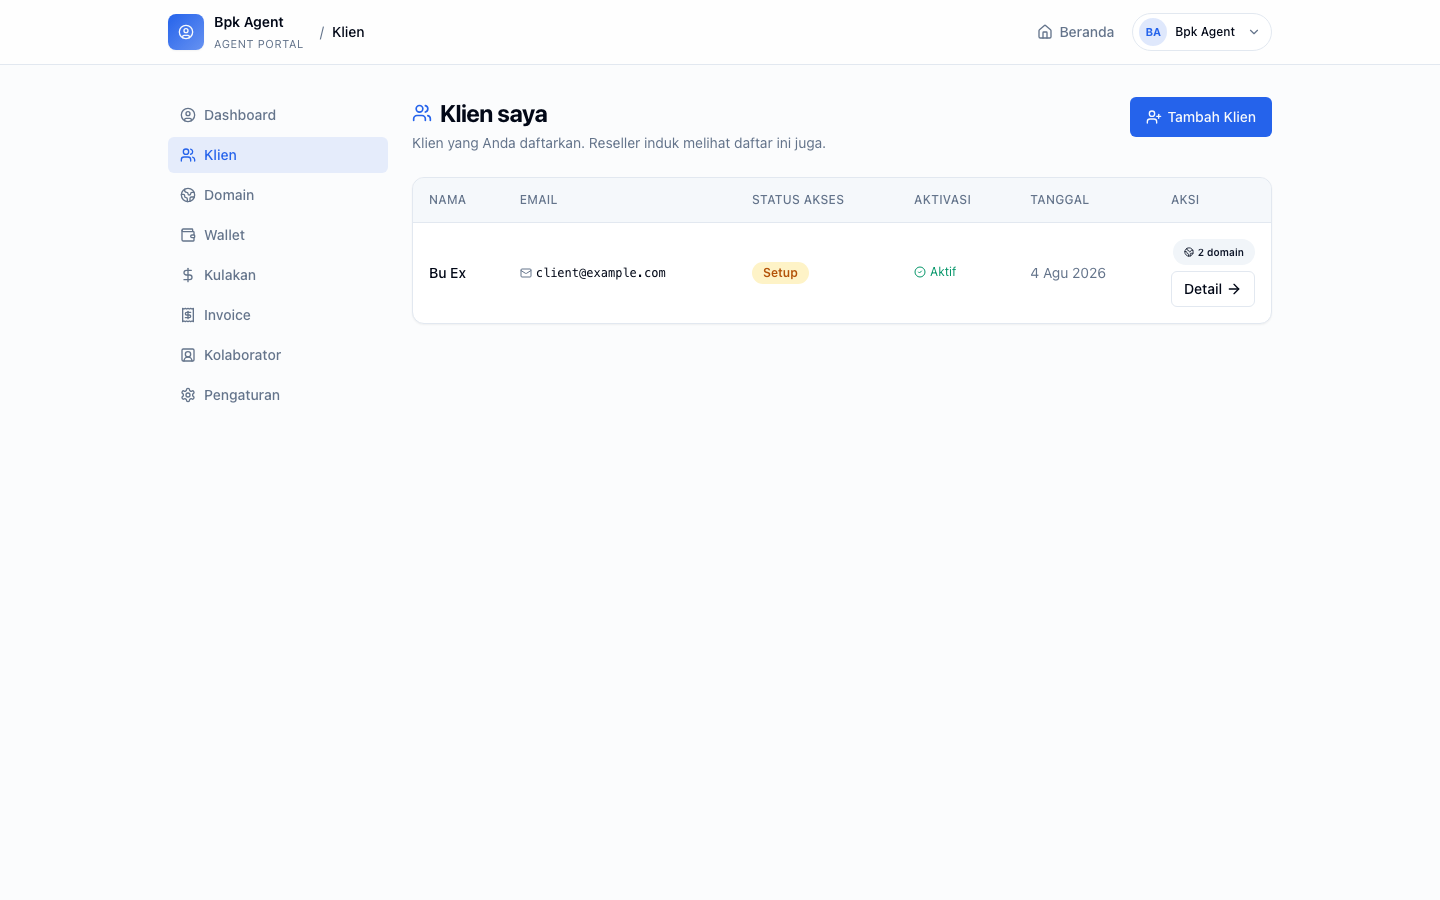 Bpk Agent
AGENT PORTAL
/ Klien
Beranda
BA Bpk Agent
Dashboard
Klien
Domain
Wallet
Kulakan
Invoice
Kolaborator
Pengaturan
Klien saya
Klien yang Anda daftarkan. Reseller induk melihat daftar ini juga.
Tambah Klien
NAMA EMAIL STATUS AKSES AKTIVASI TANGGAL AKSI
Bu Ex client@example.com Setup Aktif 4 Agu 2026
2 domain
Detail →